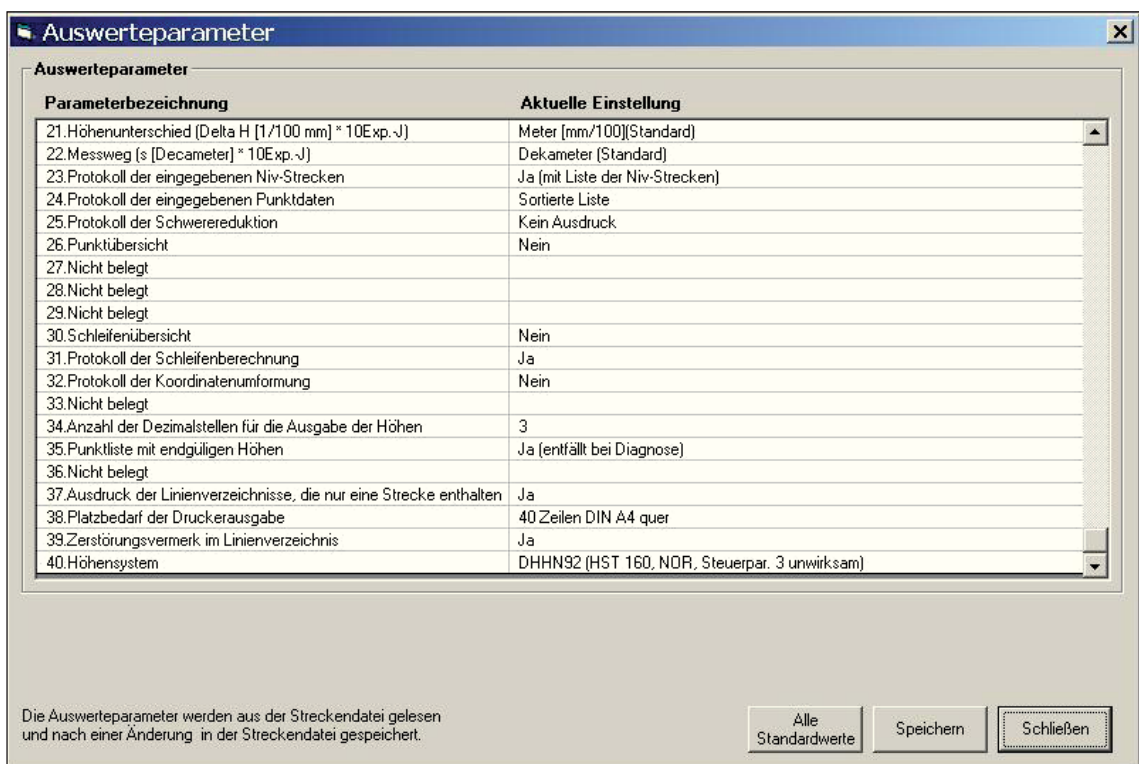 Auswerteparameter
Auswerteparameter
Parameterbezeichnung Aktuelle Einstellung
21.Höhenunterschied (Delta H [1/100 mm] * 10Exp.-J) Meter [mm/100](Standard)
22.Messweg (s [Decameter] * 10Exp.-J) Dekameter (Standard)
23.Protokoll der eingegebenen Niv-Strecken Ja (mit Liste der Niv-Strecken)
24.Protokoll der eingegebenen Punktdaten Sortierte Liste
25.Protokoll der Schwerereduktion Kein Ausdruck
26.Punktübersicht Nein
27.Nicht belegt
28.Nicht belegt
29.Nicht belegt
30.Schleifenübersicht Nein
31.Protokoll der Schleifenberechnung Ja
32.Protokoll der Koordinatenumformung Nein
33.Nicht belegt
34.Anzahl der Dezimalstellen für die Ausgabe der Höhen 3
35.Punktliste mit endgüligen Höhen Ja (entfällt bei Diagnose)
36.Nicht belegt
37.Ausdruck der Linienverzeichnisse, die nur eine Strecke enthalten Ja
38.Platzbedarf der Druckerausgabe 40 Zeilen DIN A4 quer
39.Zerstörungsvermerk im Linienverzeichnis Ja
40.Höhensystem DHHN92 (HST 160, NOR, Steuerpar. 3 unwirksam)
Die Auswerteparameter werden aus der Streckendatei gelesen
und nach einer Änderung in der Streckendatei gespeichert.
Alle
Standardwerte
Speichern
Schließen